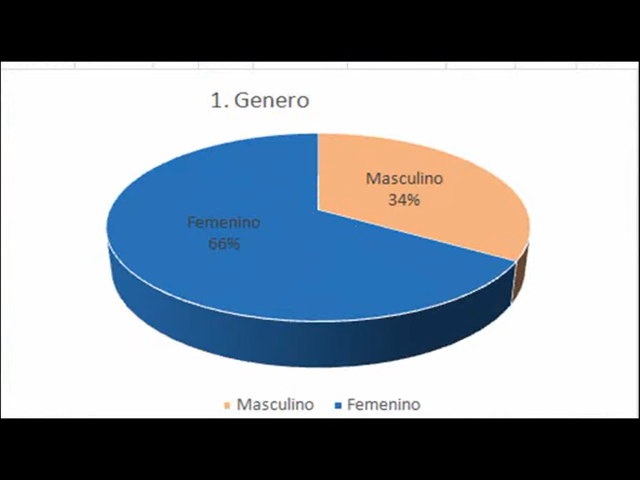 1. Genero
Masculino
34%
Femenino
66%
Masculino Femenino